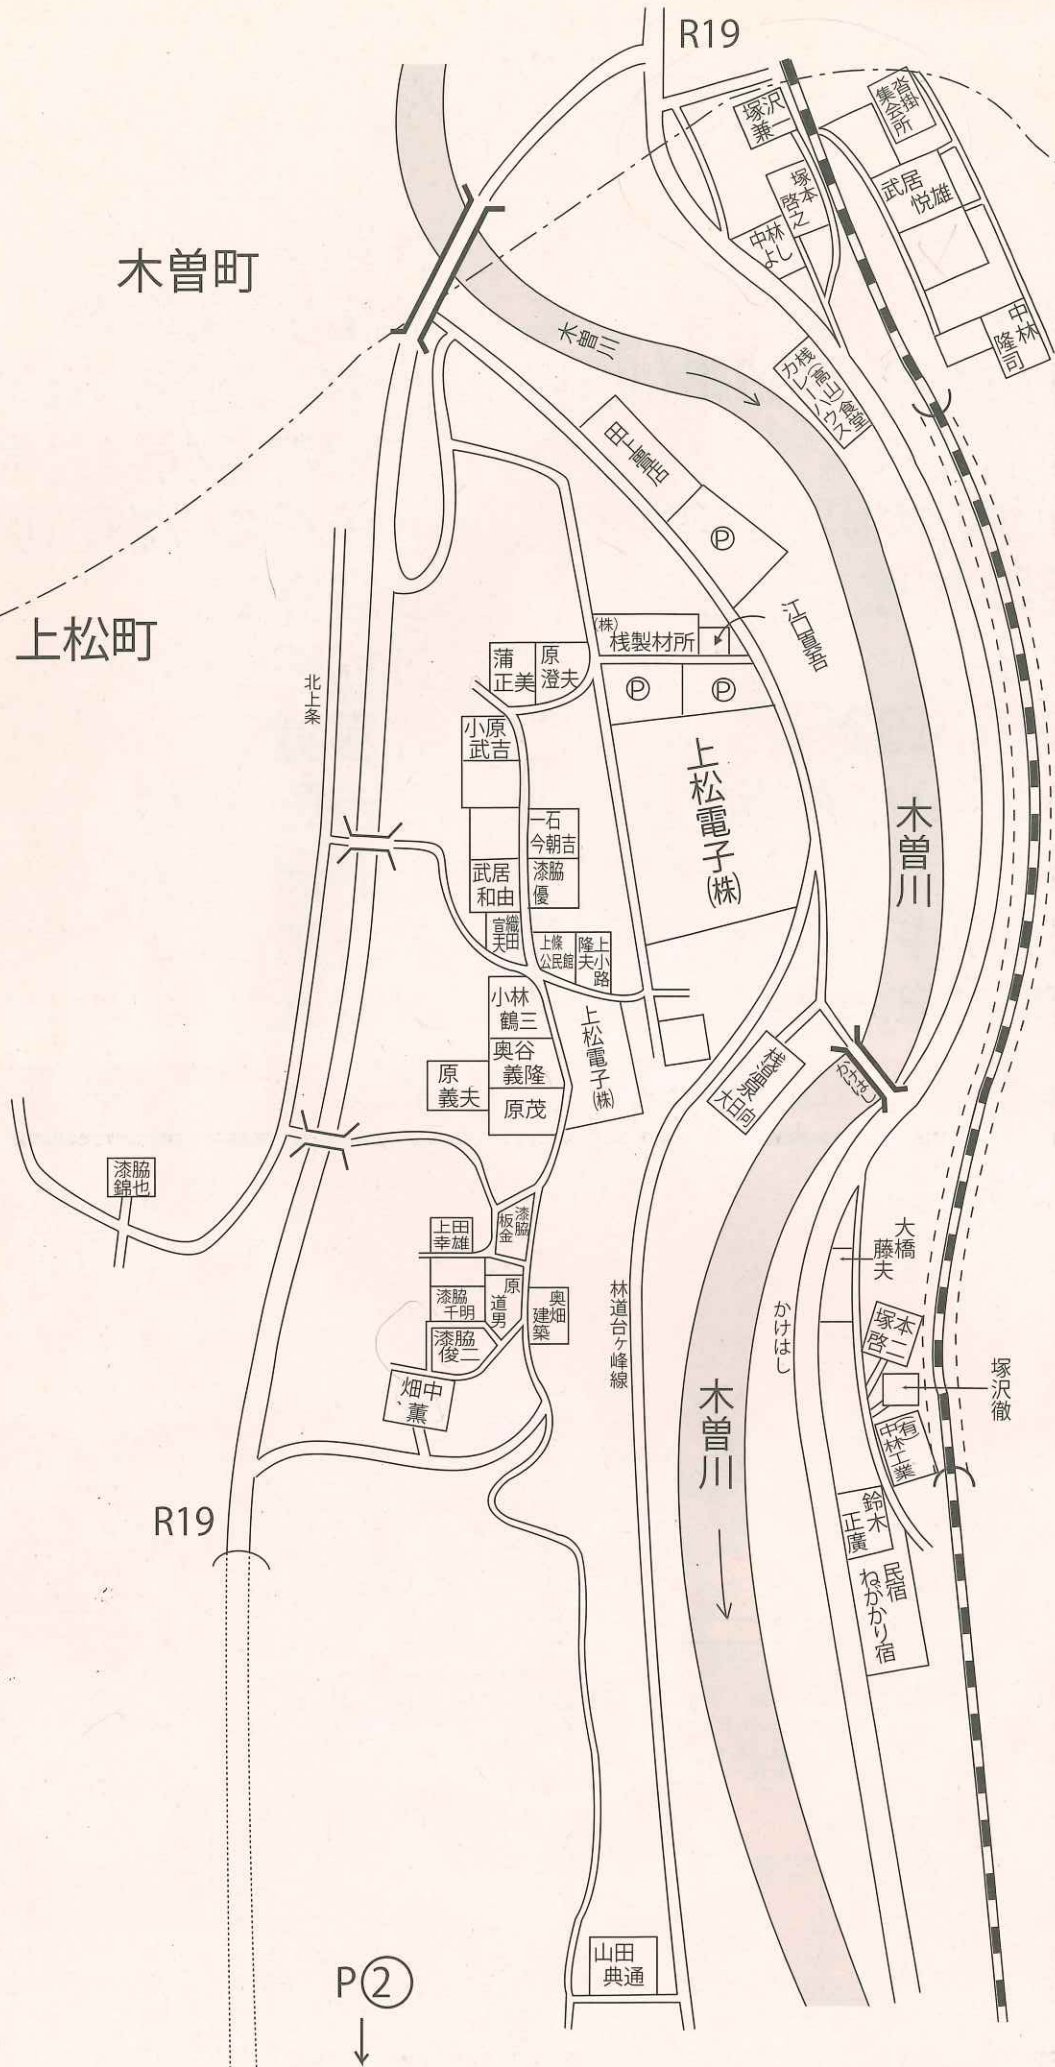 R19
沓掛
集会所
塚沢
兼一
武居
悦雄
塚本
啓之
中林
よし
木曽町
中林
隆司
木曽川
桟(高山)食堂
カレーハウス
田上畳店
P
上松町
江口直吾
(株)
桟製材所
蒲
正美
原
澄夫
P
P
北上条
小原
武吉
上松電子(株)
木曽川
一石
今朝吉
武居
和由
漆脇
優
織田
宣夫
上條
公民館
上小路
隆夫
小林
鶴三
上松電子(株)
奥谷
義隆
原
義夫
原茂
桟温泉
大日向
かけはし
漆脇
錦也
漆脇
板金
上田
幸雄
大橋
藤夫
漆脇
千明
原
道男
奥畑
建築
林道台ヶ峰線
かけはし
塚本
啓二
漆脇
俊二
塚沢徹
畑中
薫
木曽川
(有)
中林工業
R19
鈴木
正廣
民宿
ねがかり宿
山田
典通
P②